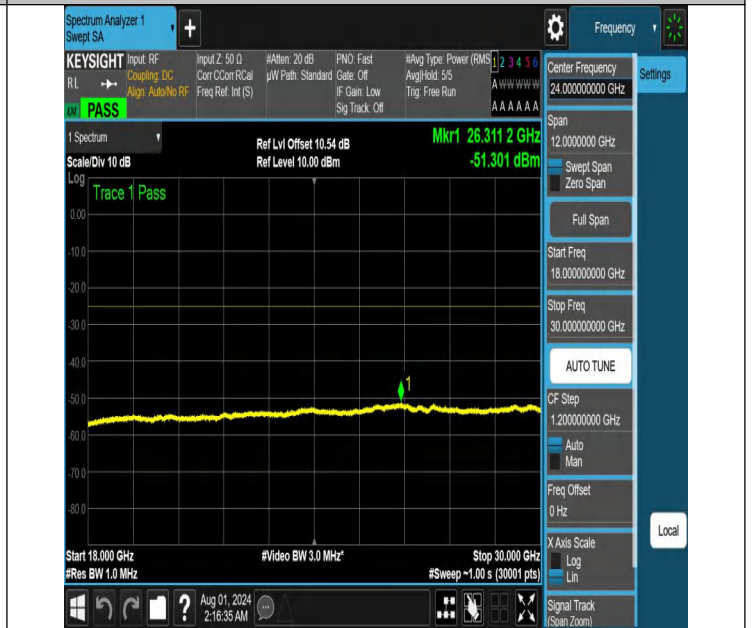 Spectrum Analyzer 1
Swept SA
+
Frequency
KEYSIGHT
RL
PASS
Input: RF
Coupling: DC
Align: Auto/No RF
Input Z: 50 Ω
Corr CCorr RCal
Freq Ref: Int (S)
#Atten: 20 dB
µW Path: Standard
PNO: Fast
Gate: Off
IF Gain: Low
Sig Track: Off
#Avg Type: Power (RMS
Avg|Hold: 5/5
Trig: Free Run
1 2 3 4 5 6
A W W W W W
A A A A A A
1 Spectrum
Scale/Div 10 dB
Ref Lvl Offset 10.54 dB
Ref Level 10.00 dBm
Mkr1 26.311 2 GHz
-51.301 dBm
Log
Trace 1 Pass
0.00
-10.0
-20.0
-30.0
-40.0
-50.0
-60.0
-70.0
-80.0
1
Start 18.000 GHz
#Res BW 1.0 MHz
#Video BW 3.0 MHz*
Stop 30.000 GHz
#Sweep ~1.00 s (30001 pts)
Center Frequency
24.000000000 GHz
Settings
Span
12.0000000 GHz
Swept Span
Zero Span
Full Span
Start Freq
18.000000000 GHz
Stop Freq
30.000000000 GHz
AUTO TUNE
CF Step
1.200000000 GHz
Auto
Man
Freq Offset
0 Hz
X Axis Scale
Log
Lin
Local
Signal Track
(Span Zoom)
?
Aug 01, 2024
2:16:35 AM